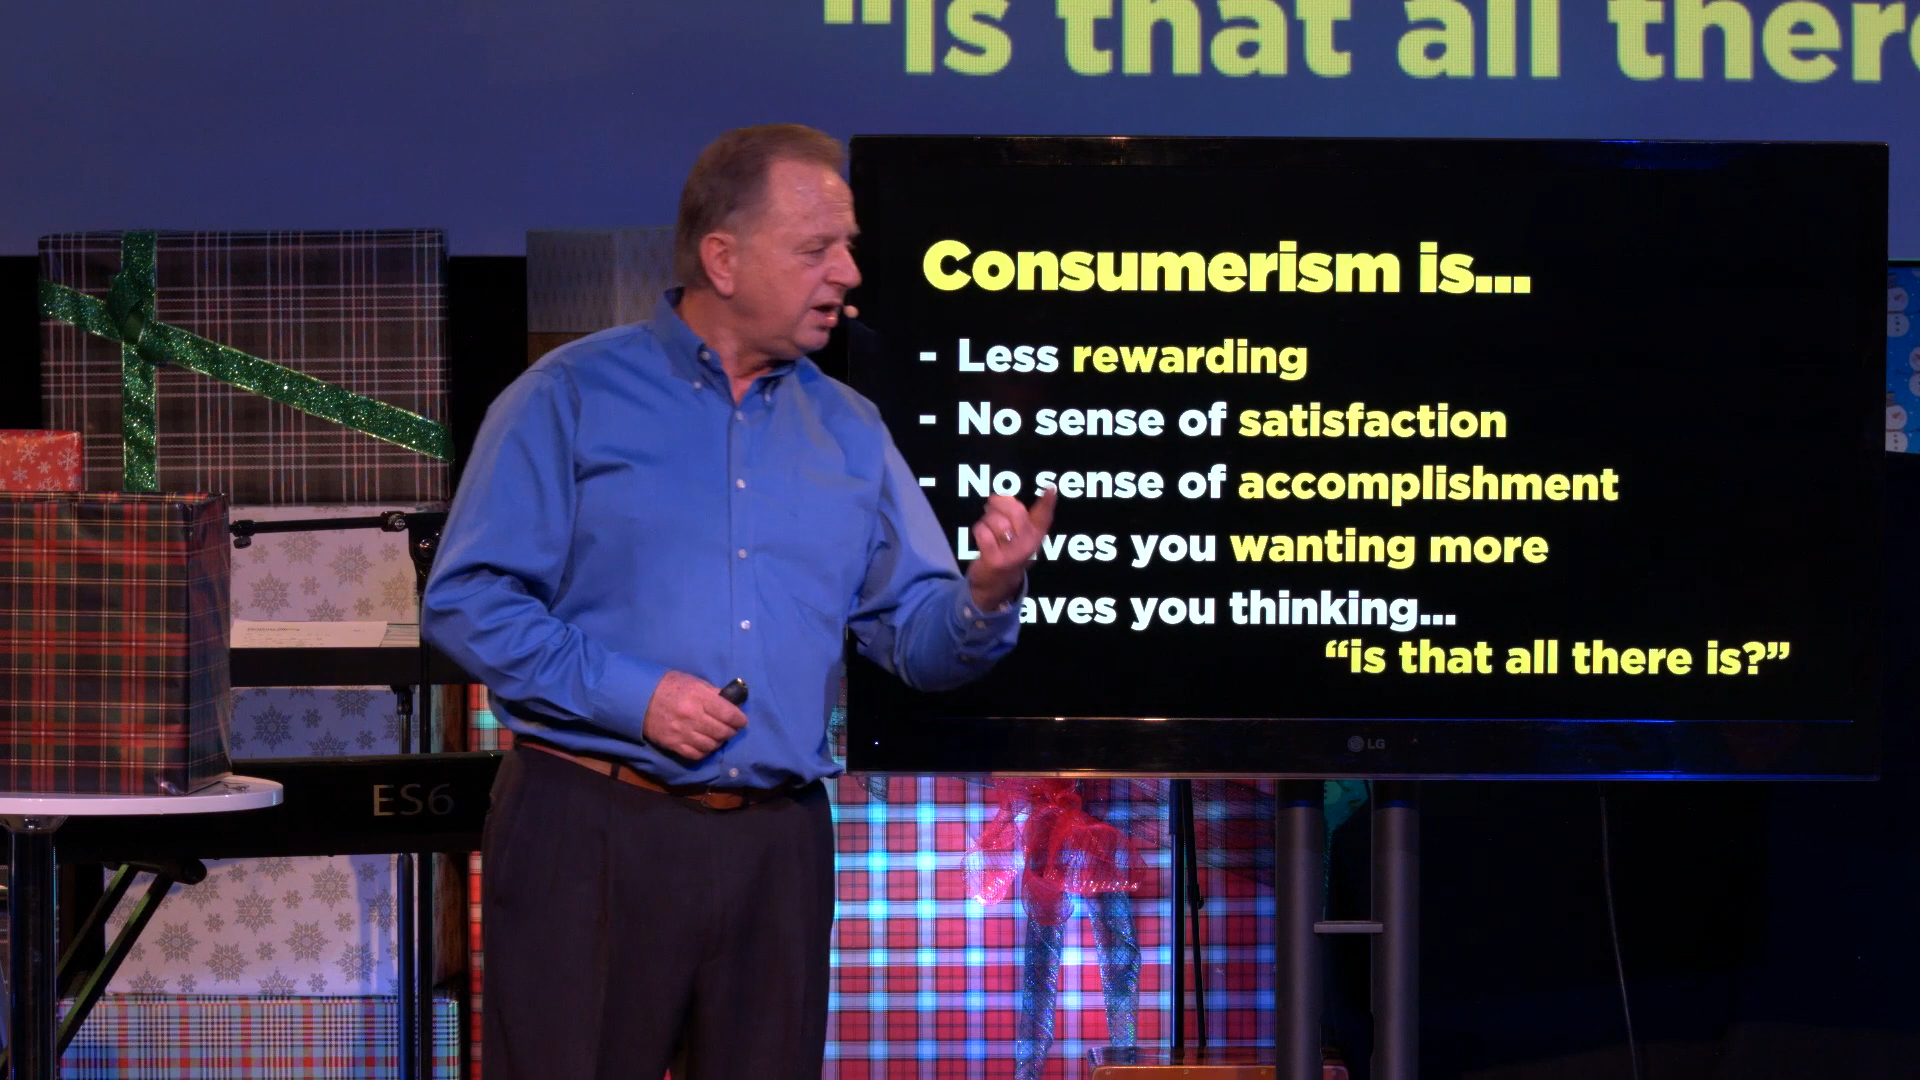 "Is that all there
Consumerism is...
- Less rewarding
- No sense of satisfaction
- No sense of accomplishment
ves you wanting more
aves you thinking...
"is that all there is?"
LG
ES6